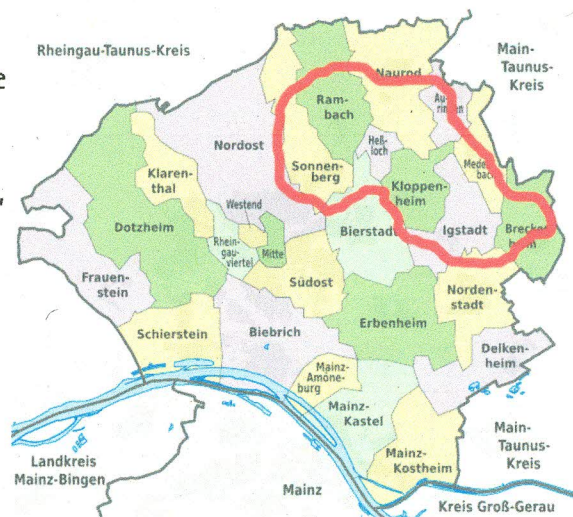 Rheingau-Taunus-Kreis
Main-
Taunus-
Kreis
e
Naurod
Ram-
bach
Au-
ringen
Nordost
Heß-
loch
Sonnen-
berg
Meden-
bach
Klaren-
thal
Kloppen-
heim
Westend
Dotzheim
Rhein-
gau-
viertel
Mitte
Bierstadt
Igstadt
Brecken-
heim
Frauen-
stein
Südost
Norden-
stadt
Schierstein
Biebrich
Erbenheim
Delken-
heim
Mainz-
Amöne-
burg
Mainz-
Kastel
Main-
Taunus-
Kreis
Mainz-
Kostheim
Landkreis
Mainz-Bingen
Mainz
Kreis Groß-Gerau